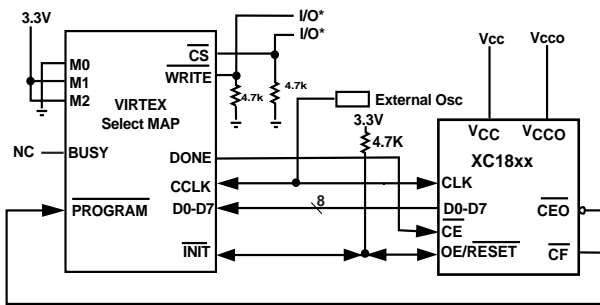 I/O*
I/O*
3.3V
Vcc
Vcco
CS
M0
M1
M2
WRITE
4.7k
4.7k
VIRTEX
Select MAP
External Osc
3.3V
4.7K
VCC
VCCO
XC18xx
NC
BUSY
DONE
CCLK
CLK
PROGRAM
D0-D7
8
D0-D7
CEO
CE
INIT
OE/RESET
CF